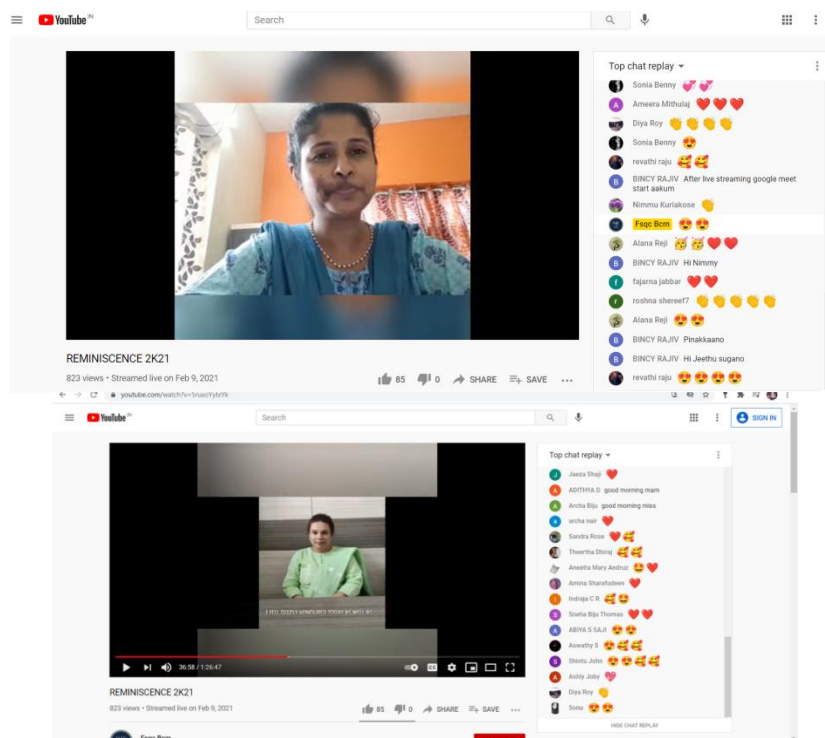 YouTube IN
Search
Top chat replay
Sonia Benny
Ameera Mithulaj
Diya Roy
Sonia Benny
revathi raju
BINCY RAJIV After live streaming google meet
start aakum
Nimmu Kuriakose
Fsqc Bcm
Alana Reji
BINCY RAJIV Hi Nimmy
fajarna jabbar
roshna shereef7
Alana Reji
BINCY RAJIV Pinakkaano
BINCY RAJIV Hi Jeethu sugano
revathi raju
REMINISCENCE 2K21
823 views • Streamed live on Feb 9, 2021
85 0 SHARE SAVE
YouTube IN
Search
SIGN IN
Top chat replay
Jaeza Shaji
ADITHYA D good morning mam
Archa Biju good morning miss
archa nair
Sandra Rose
Theertha Dhiraj
Aneetta Mary Andruz
Amina Sharafudeen
Indraja C R
Sneha Biju Thomas
ABIYA S SAJI
Aswathy S
Shintu John
Ashly Joby
Diya Roy
Sonu
HIDE CHAT REPLAY
I FEEL DEEPLY HONOURED TODAY AS WELL AS
36:58 / 1:26:47
REMINISCENCE 2K21
823 views • Streamed live on Feb 9, 2021
85 0 SHARE SAVE
Fsqc Bcm